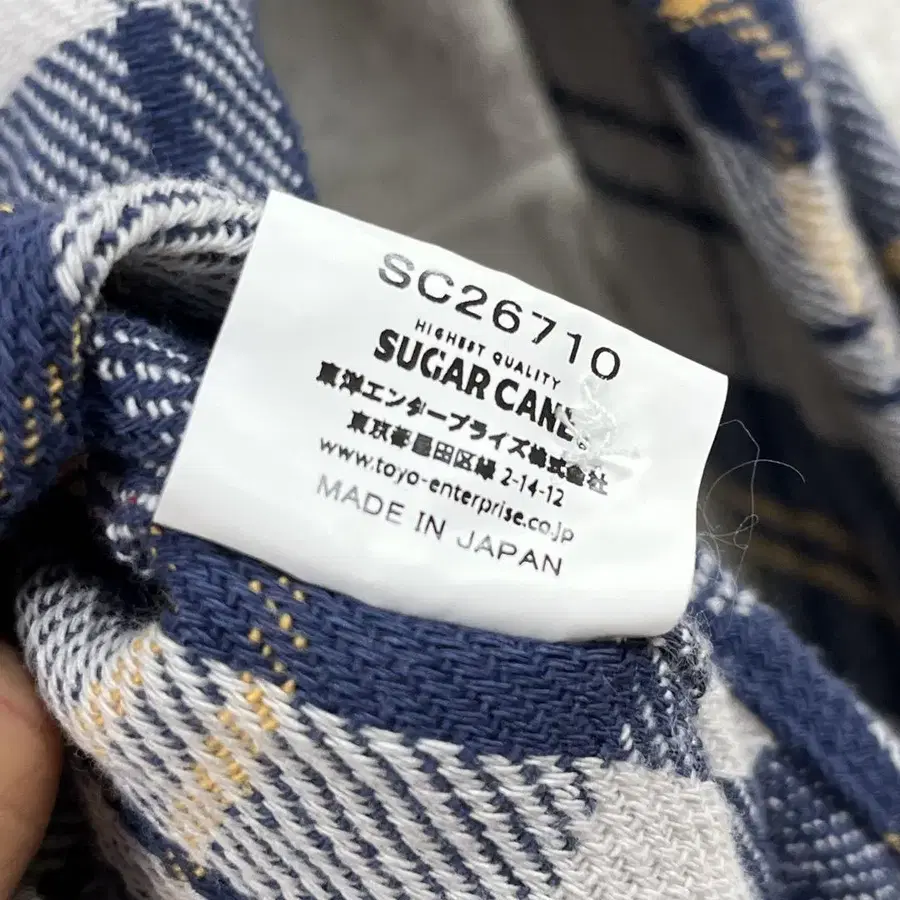 SC26710
HIGHEST QUALITY
SUGAR CANE
東洋エンタープライズ株式会社
東京都墨田区緑 2-14-12
www.toyo-enterprise.co.jp
MADE IN JAPAN